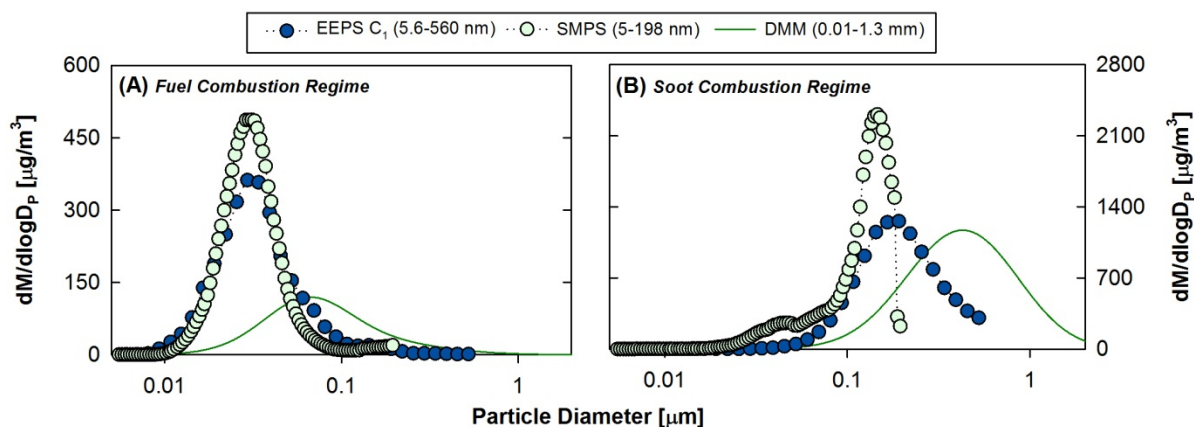 EEPS C₁ (5.6-560 nm) SMPS (5-198 nm) DMM (0.01-1.3 mm)
(A) Fuel Combustion Regime
(B) Soot Combustion Regime
dM/dlogD_P [µg/m³]
600
450
300
150
0
0.01 0.1 1
2800
2100
1400
700
0
0.01 0.1 1
dM/dlogD_P [µg/m³]
Particle Diameter [µm]